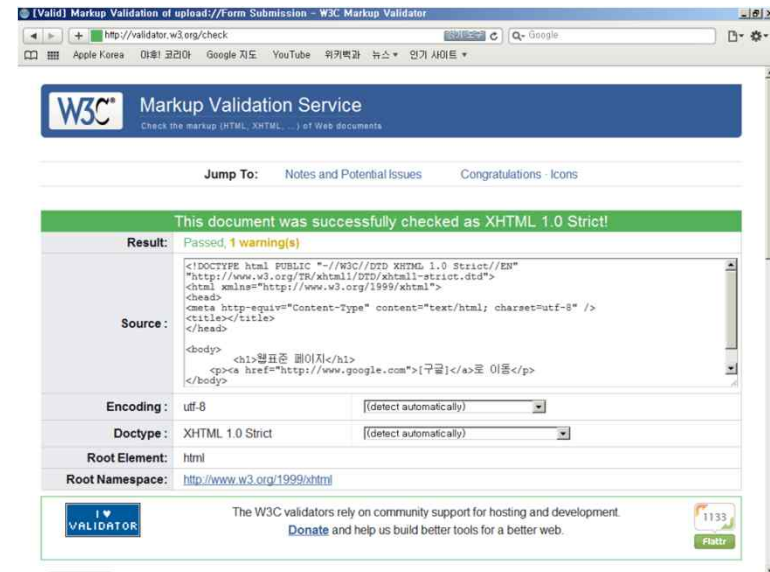 [Valid] Markup Validation of upload://Form Submission - W3C Markup Validator
http://validator.w3.org/check
Q- Google
Apple Korea 야후! 코리아 Google 지도 YouTube 위키백과 뉴스 인기 사이트
W3C Markup Validation Service
Check the markup (HTML, XHTML, ...) of Web documents
Jump To: Notes and Potential Issues Congratulations · Icons
This document was successfully checked as XHTML 1.0 Strict!
Result: Passed, 1 warning(s)
Source :
<!DOCTYPE html PUBLIC "-//W3C//DTD XHTML 1.0 Strict//EN"
"http://www.w3.org/TR/xhtml1/DTD/xhtml1-strict.dtd">
<html xmlns="http://www.w3.org/1999/xhtml">
<head>
<meta http-equiv="Content-Type" content="text/html; charset=utf-8" />
<title></title>
</head>
<body>
<h1>웹표준 페이지</h1>
<p><a href="http://www.google.com">[구글]</a>로 이동</p>
</body>
Encoding : utf-8 (detect automatically)
Doctype : XHTML 1.0 Strict (detect automatically)
Root Element: html
Root Namespace: http://www.w3.org/1999/xhtml
I ♥
VALIDATOR
The W3C validators rely on community support for hosting and development.
Donate and help us build better tools for a better web.
1133
Flattr